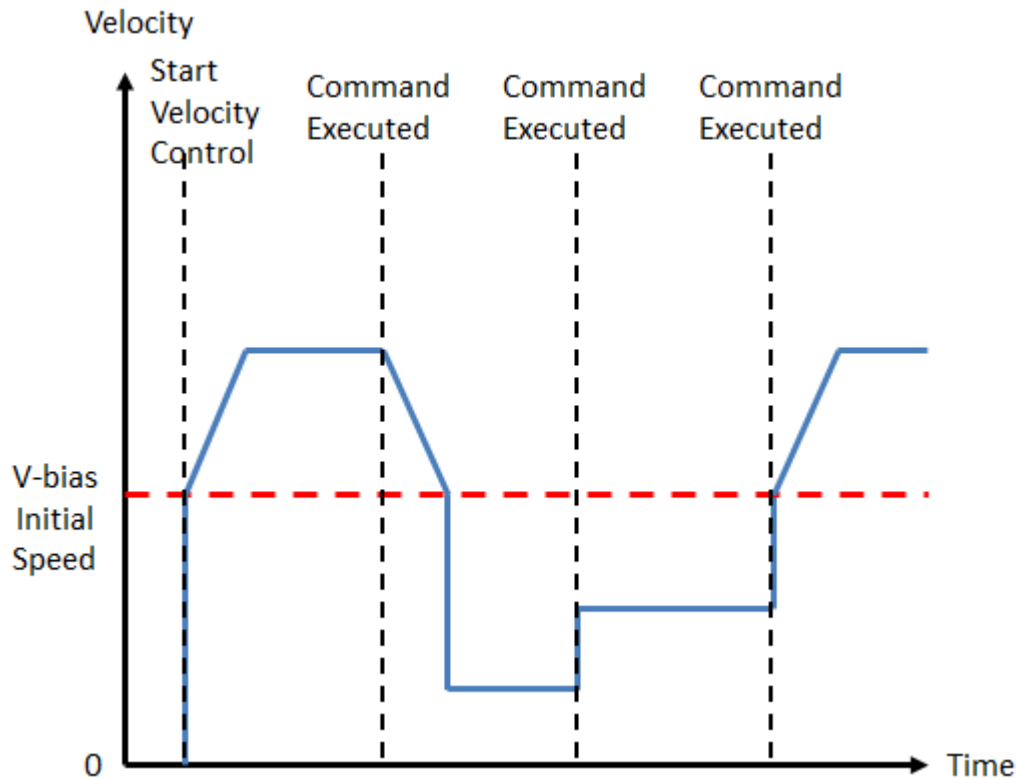 Velocity
Start
Velocity
Control
Command
Executed
Command
Executed
Command
Executed
V-bias
Initial
Speed
0
Time